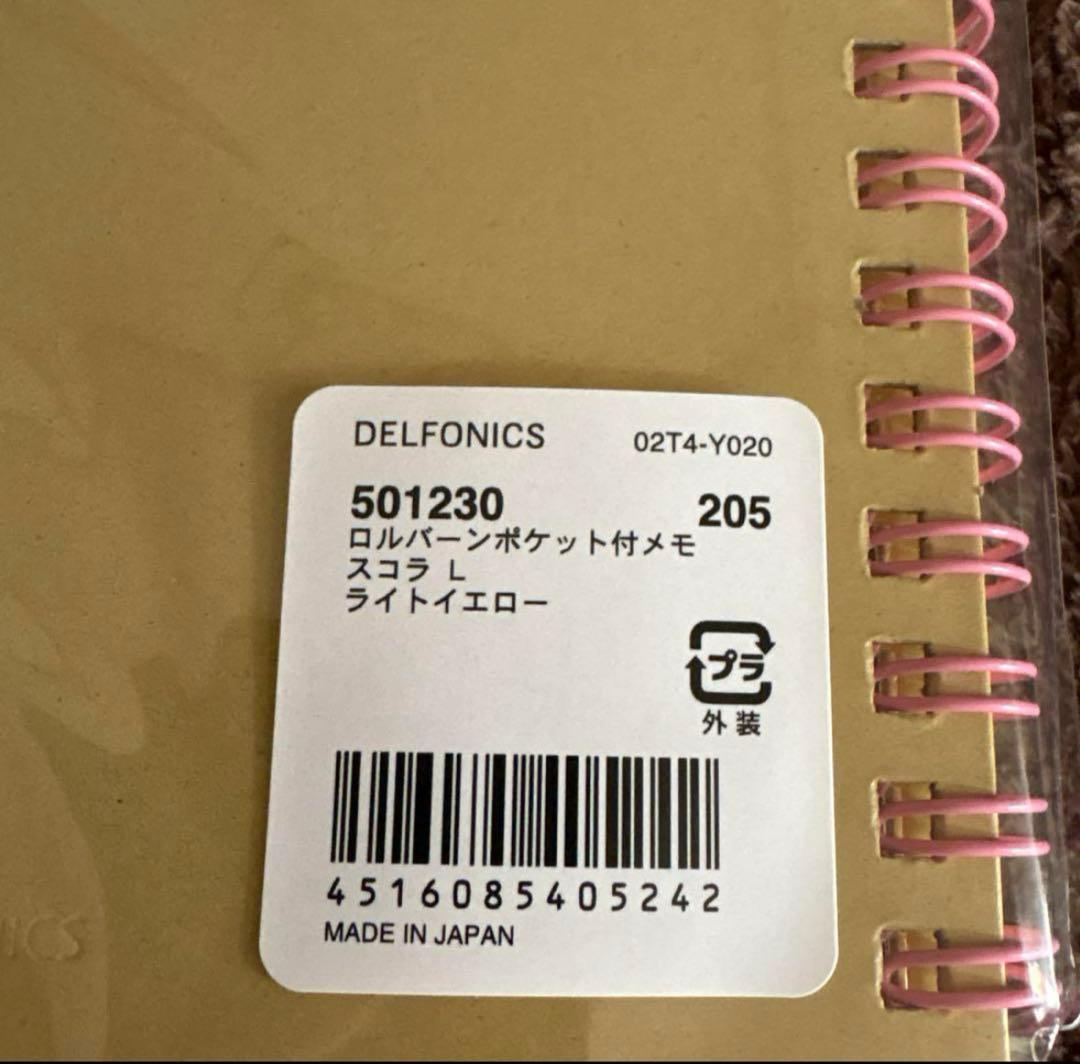 DELFONICS 02T4-Y020
501230 205
ロルバーンポケット付メモ
スコラ L
ライトイエロー
プラ
外装
4516085405242
MADE IN JAPAN
ICS